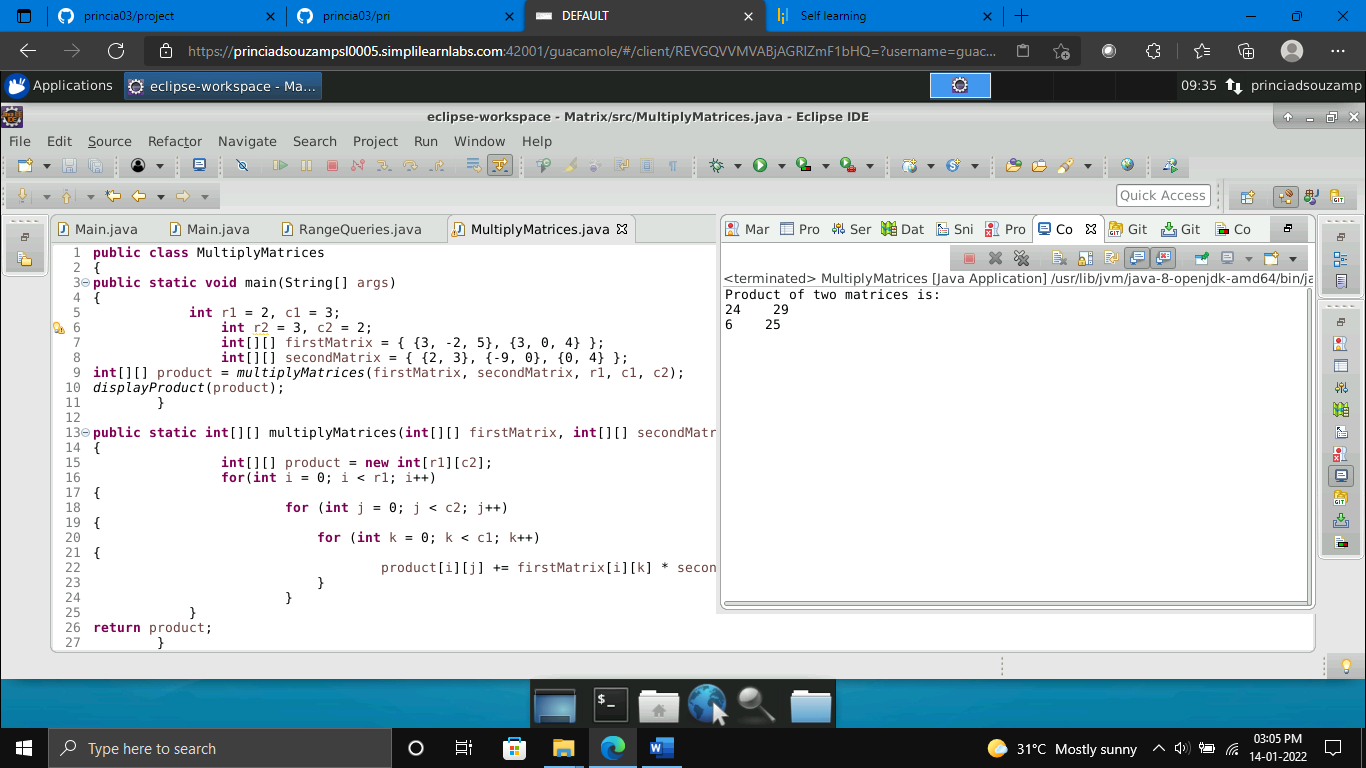 princia03/project
princia03/pri
DEFAULT
Self learning
https://princiadsouzampsl0005.simplilearnlabs.com:42001/guacamole/#/client/REVGQVVMVABjAGRlZmF1bHQ=?username=guac...
Applications
eclipse-workspace - Ma...
09:35
princiadsouzamp
eclipse-workspace - Matrix/src/MultiplyMatrices.java - Eclipse IDE
File Edit Source Refactor Navigate Search Project Run Window Help
Quick Access
Main.java Main.java RangeQueries.java MultiplyMatrices.java
Mar Pro Ser Dat Sni Pro Co Git Git Co
1 public class MultiplyMatrices
2 {
3 public static void main(String[] args)
4 {
5 int r1 = 2, c1 = 3;
6 int r2 = 3, c2 = 2;
7 int[][] firstMatrix = { {3, -2, 5}, {3, 0, 4} };
8 int[][] secondMatrix = { {2, 3}, {-9, 0}, {0, 4} };
9 int[][] product = multiplyMatrices(firstMatrix, secondMatrix, r1, c1, c2);
10 displayProduct(product);
11 }
12
13 public static int[][] multiplyMatrices(int[][] firstMatrix, int[][] secondMatr
14 {
15 int[][] product = new int[r1][c2];
16 for(int i = 0; i < r1; i++)
17 {
18 for (int j = 0; j < c2; j++)
19 {
20 for (int k = 0; k < c1; k++)
21 {
22 product[i][j] += firstMatrix[i][k] * secon
23 }
24 }
25 }
26 return product;
27 }
<terminated> MultiplyMatrices [Java Application] /usr/lib/jvm/java-8-openjdk-amd64/bin/ja
Product of two matrices is:
24 29
6 25
Type here to search
31°C Mostly sunny
03:05 PM
14-01-2022